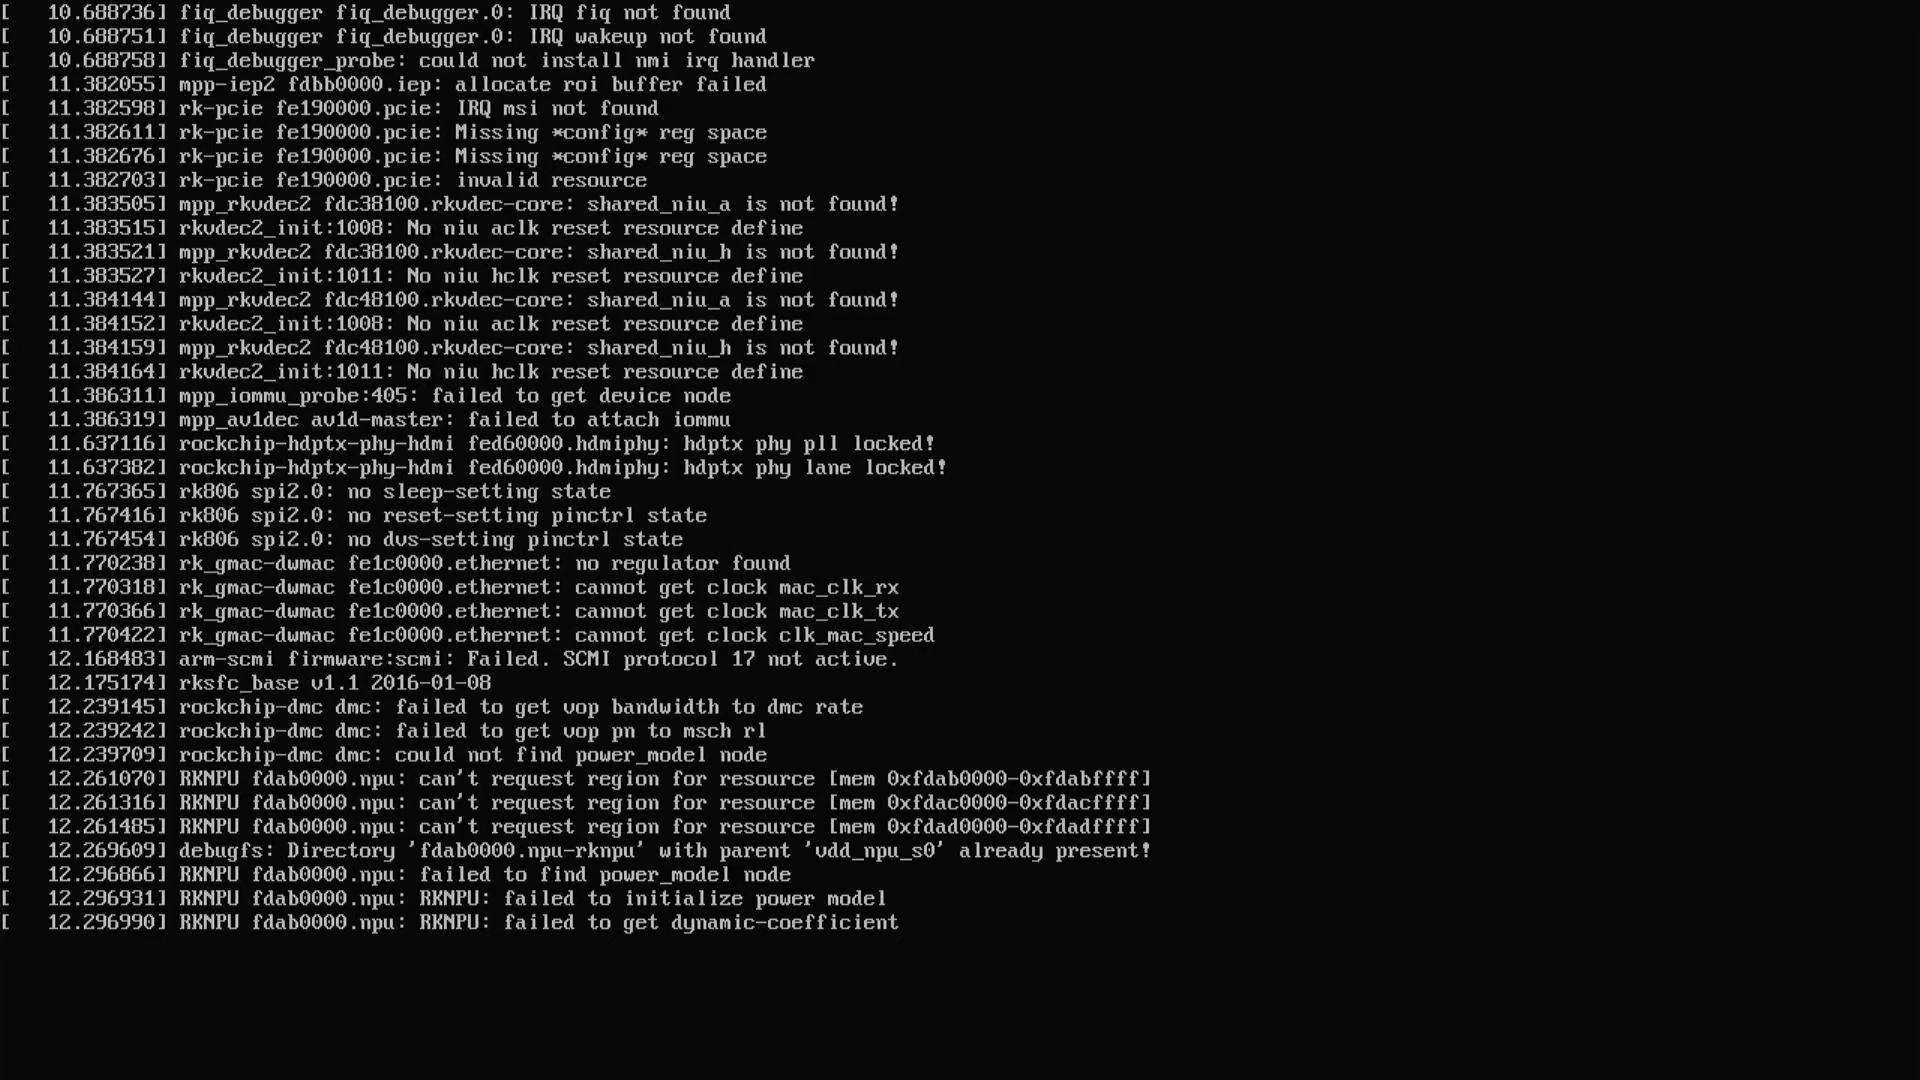 [   10.688736] fiq_debugger fiq_debugger.0: IRQ fiq not found
[   10.688751] fiq_debugger fiq_debugger.0: IRQ wakeup not found
[   10.688758] fiq_debugger_probe: could not install nmi irq handler
[   11.382055] mpp-iep2 fdbb0000.iep: allocate roi buffer failed
[   11.382598] rk-pcie fe190000.pcie: IRQ msi not found
[   11.382611] rk-pcie fe190000.pcie: Missing *config* reg space
[   11.382676] rk-pcie fe190000.pcie: Missing *config* reg space
[   11.382703] rk-pcie fe190000.pcie: invalid resource
[   11.383505] mpp_rkvdec2 fdc38100.rkvdec-core: shared_niu_a is not found!
[   11.383515] rkvdec2_init:1008: No niu aclk reset resource define
[   11.383521] mpp_rkvdec2 fdc38100.rkvdec-core: shared_niu_h is not found!
[   11.383527] rkvdec2_init:1011: No niu hclk reset resource define
[   11.384144] mpp_rkvdec2 fdc48100.rkvdec-core: shared_niu_a is not found!
[   11.384152] rkvdec2_init:1008: No niu aclk reset resource define
[   11.384159] mpp_rkvdec2 fdc48100.rkvdec-core: shared_niu_h is not found!
[   11.384164] rkvdec2_init:1011: No niu hclk reset resource define
[   11.386311] mpp_iommu_probe:405: failed to get device node
[   11.386319] mpp_av1dec av1d-master: failed to attach iommu
[   11.637116] rockchip-hdptx-phy-hdmi fed60000.hdmiphy: hdptx phy pll locked!
[   11.637382] rockchip-hdptx-phy-hdmi fed60000.hdmiphy: hdptx phy lane locked!
[   11.767365] rk806 spi2.0: no sleep-setting state
[   11.767416] rk806 spi2.0: no reset-setting pinctrl state
[   11.767454] rk806 spi2.0: no dvs-setting pinctrl state
[   11.770238] rk_gmac-dwmac fe1c0000.ethernet: no regulator found
[   11.770318] rk_gmac-dwmac fe1c0000.ethernet: cannot get clock mac_clk_rx
[   11.770366] rk_gmac-dwmac fe1c0000.ethernet: cannot get clock mac_clk_tx
[   11.770422] rk_gmac-dwmac fe1c0000.ethernet: cannot get clock clk_mac_speed
[   12.168483] arm-scmi firmware:scmi: Failed. SCMI protocol 17 not active.
[   12.175174] rksfc_base v1.1 2016-01-08
[   12.239145] rockchip-dmc dmc: failed to get vop bandwidth to dmc rate
[   12.239242] rockchip-dmc dmc: failed to get vop pn to msch rl
[   12.239709] rockchip-dmc dmc: could not find power_model node
[   12.261070] RKNPU fdab0000.npu: can't request region for resource [mem 0xfdab0000-0xfdabffff]
[   12.261316] RKNPU fdab0000.npu: can't request region for resource [mem 0xfdac0000-0xfdacffff]
[   12.261485] RKNPU fdab0000.npu: can't request region for resource [mem 0xfdad0000-0xfdadffff]
[   12.269609] debugfs: Directory 'fdab0000.npu-rknpu' with parent 'vdd_npu_s0' already present!
[   12.296866] RKNPU fdab0000.npu: failed to find power_model node
[   12.296931] RKNPU fdab0000.npu: RKNPU: failed to initialize power model
[   12.296990] RKNPU fdab0000.npu: RKNPU: failed to get dynamic-coefficient